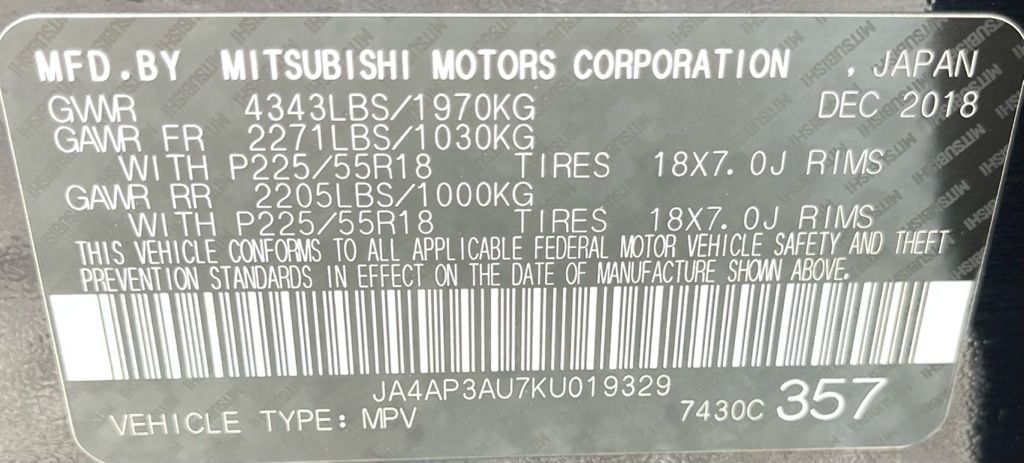 MFD.BY MITSUBISHI MOTORS CORPORATION , JAPAN
GVWR 4343LBS/1970KG DEC 2018
GAWR FR 2271LBS/1030KG
WITH P225/55R18 TIRES 18X7.0J RIMS
GAWR RR 2205LBS/1000KG
WITH P225/55R18 TIRES 18X7.0J RIMS
THIS VEHICLE CONFORMS TO ALL APPLICABLE FEDERAL MOTOR VEHICLE SAFETY AND THEFT
PREVENTION STANDARDS IN EFFECT ON THE DATE OF MANUFACTURE SHOWN ABOVE.
JA4AP3AU7KU019329
VEHICLE TYPE: MPV 7430C 357